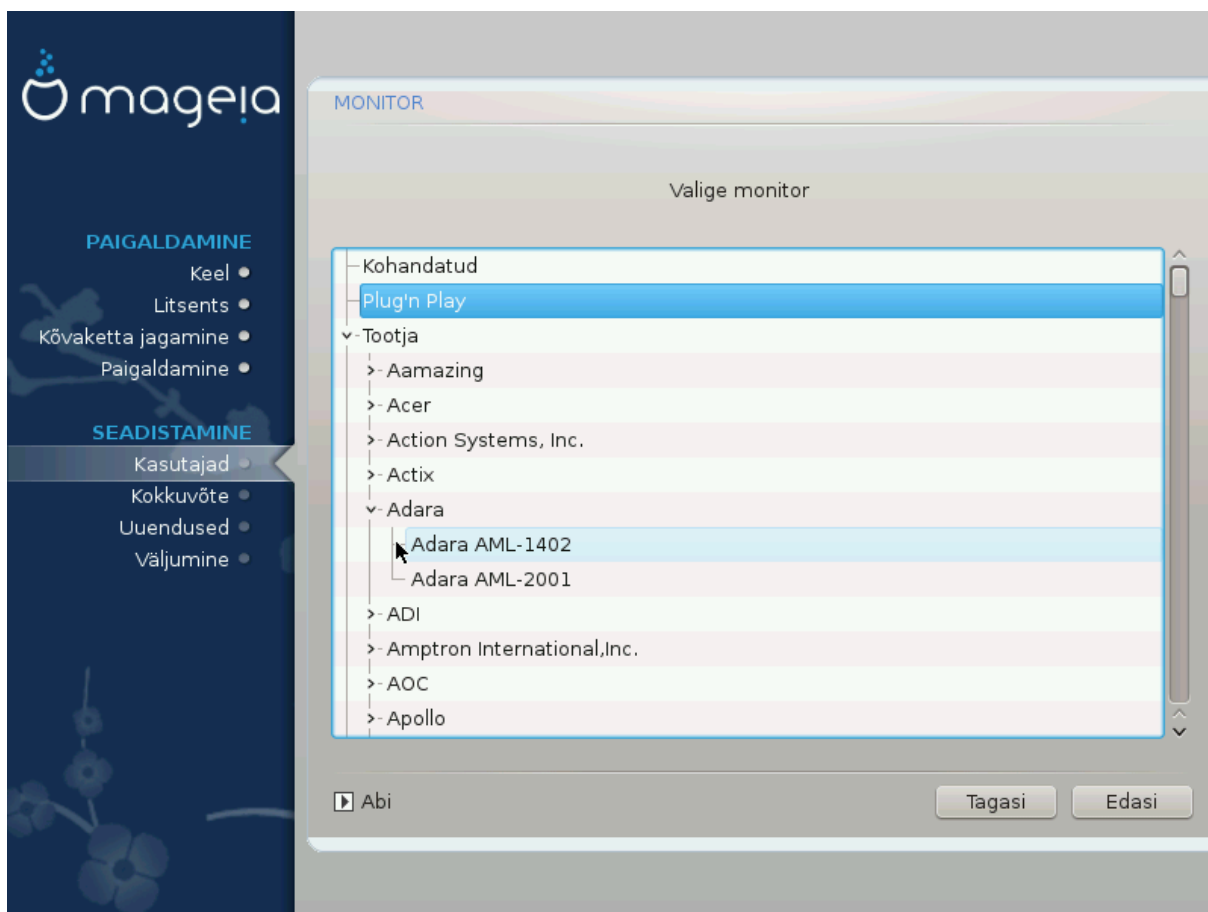 mageia
PAIGALDAMINE
Keel
Litsents
Kõvaketta jagamine
Paigaldamine
SEADISTAMINE
Kasutajad
Kokkuvõte
Uuendused
Väljumine
MONITOR
Valige monitor
Kohandatud
Plug'n Play
Tootja
Aamazing
Acer
Action Systems, Inc.
Actix
Adara
Adara AML-1402
Adara AML-2001
ADI
Amptron International,Inc.
AOC
Apollo
Abi
Tagasi
Edasi